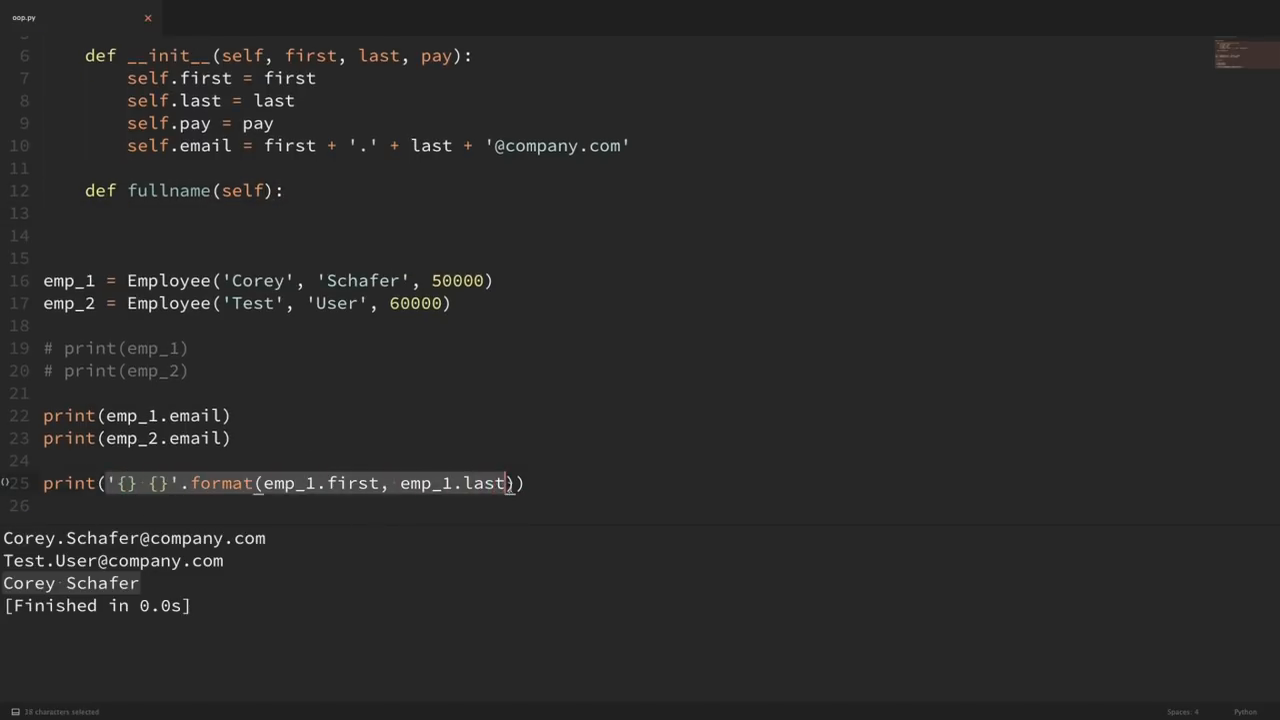 oop.py ×
6 def __init__(self, first, last, pay):
7 self.first = first
8 self.last = last
9 self.pay = pay
10 self.email = first + '.' + last + '@company.com'
11
12 def fullname(self):
13
14
15
16 emp_1 = Employee('Corey', 'Schafer', 50000)
17 emp_2 = Employee('Test', 'User', 60000)
18
19 # print(emp_1)
20 # print(emp_2)
21
22 print(emp_1.email)
23 print(emp_2.email)
24
25 print('{} {}'.format(emp_1.first, emp_1.last))
26
Corey.Schafer@company.com
Test.User@company.com
Corey Schafer
[Finished in 0.0s]
38 characters selected Spaces: 4 Python